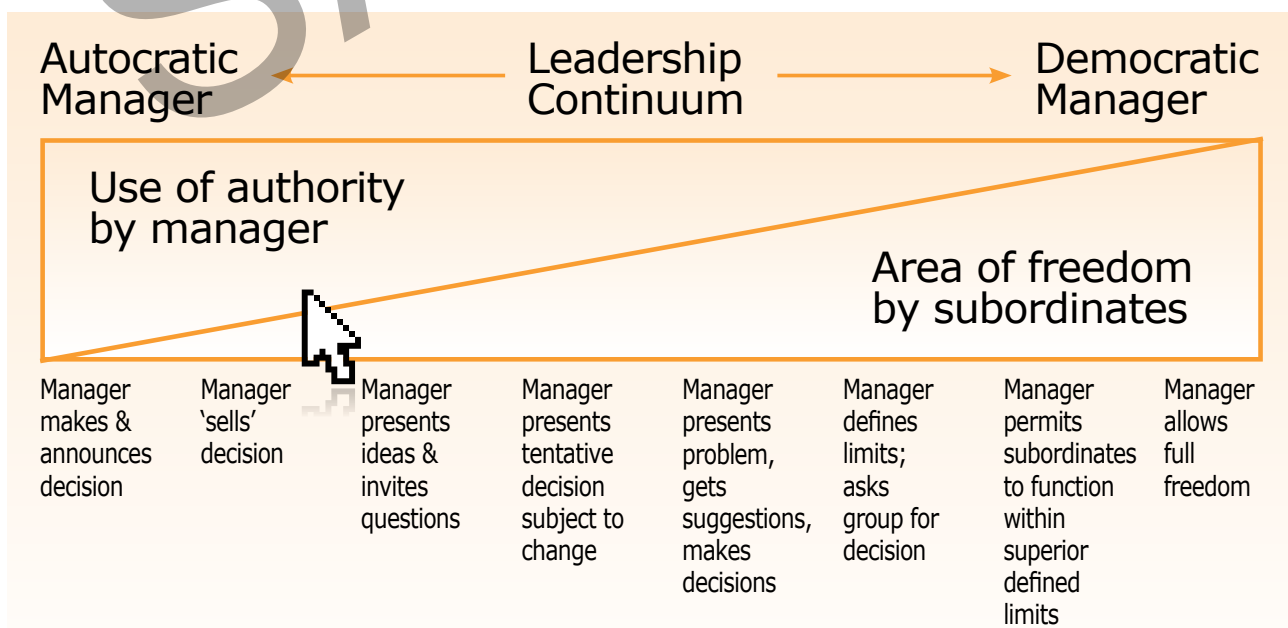 Autocratic
Manager
Leadership
Continuum
Democratic
Manager
Use of authority
by manager
Area of freedom
by subordinates
Manager
makes &
announces
decision
Manager
‘sells’
decision
Manager
presents
ideas &
invites
questions
Manager
presents
tentative
decision
subject to
change
Manager
presents
problem,
gets
suggestions,
makes
decisions
Manager
defines
limits;
asks
group for
decision
Manager
permits
subordinates
to function
within
superior
defined
limits
Manager
allows
full
freedom